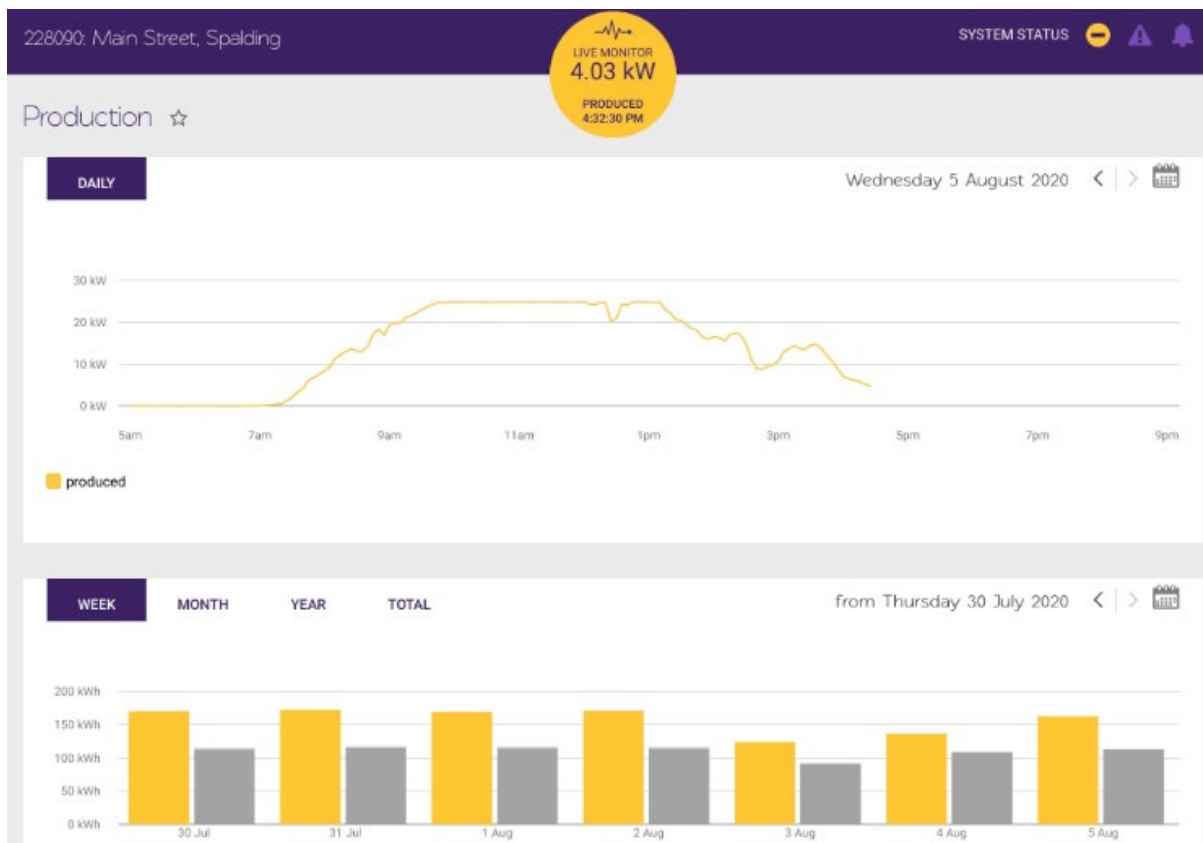 228090: Main Street, Spalding
LIVE MONITOR
4.03 kW
PRODUCED
4:32:30 PM
SYSTEM STATUS
Production
DAILY
Wednesday 5 August 2020
30 kW
20 kW
10 kW
0 kW
5am 7am 9am 11am 1pm 3pm 5pm 7pm 9pm
produced
WEEK MONTH YEAR TOTAL
from Thursday 30 July 2020
200 kWh
150 kWh
100 kWh
50 kWh
0 kWh
30 Jul 31 Jul 1 Aug 2 Aug 3 Aug 4 Aug 5 Aug